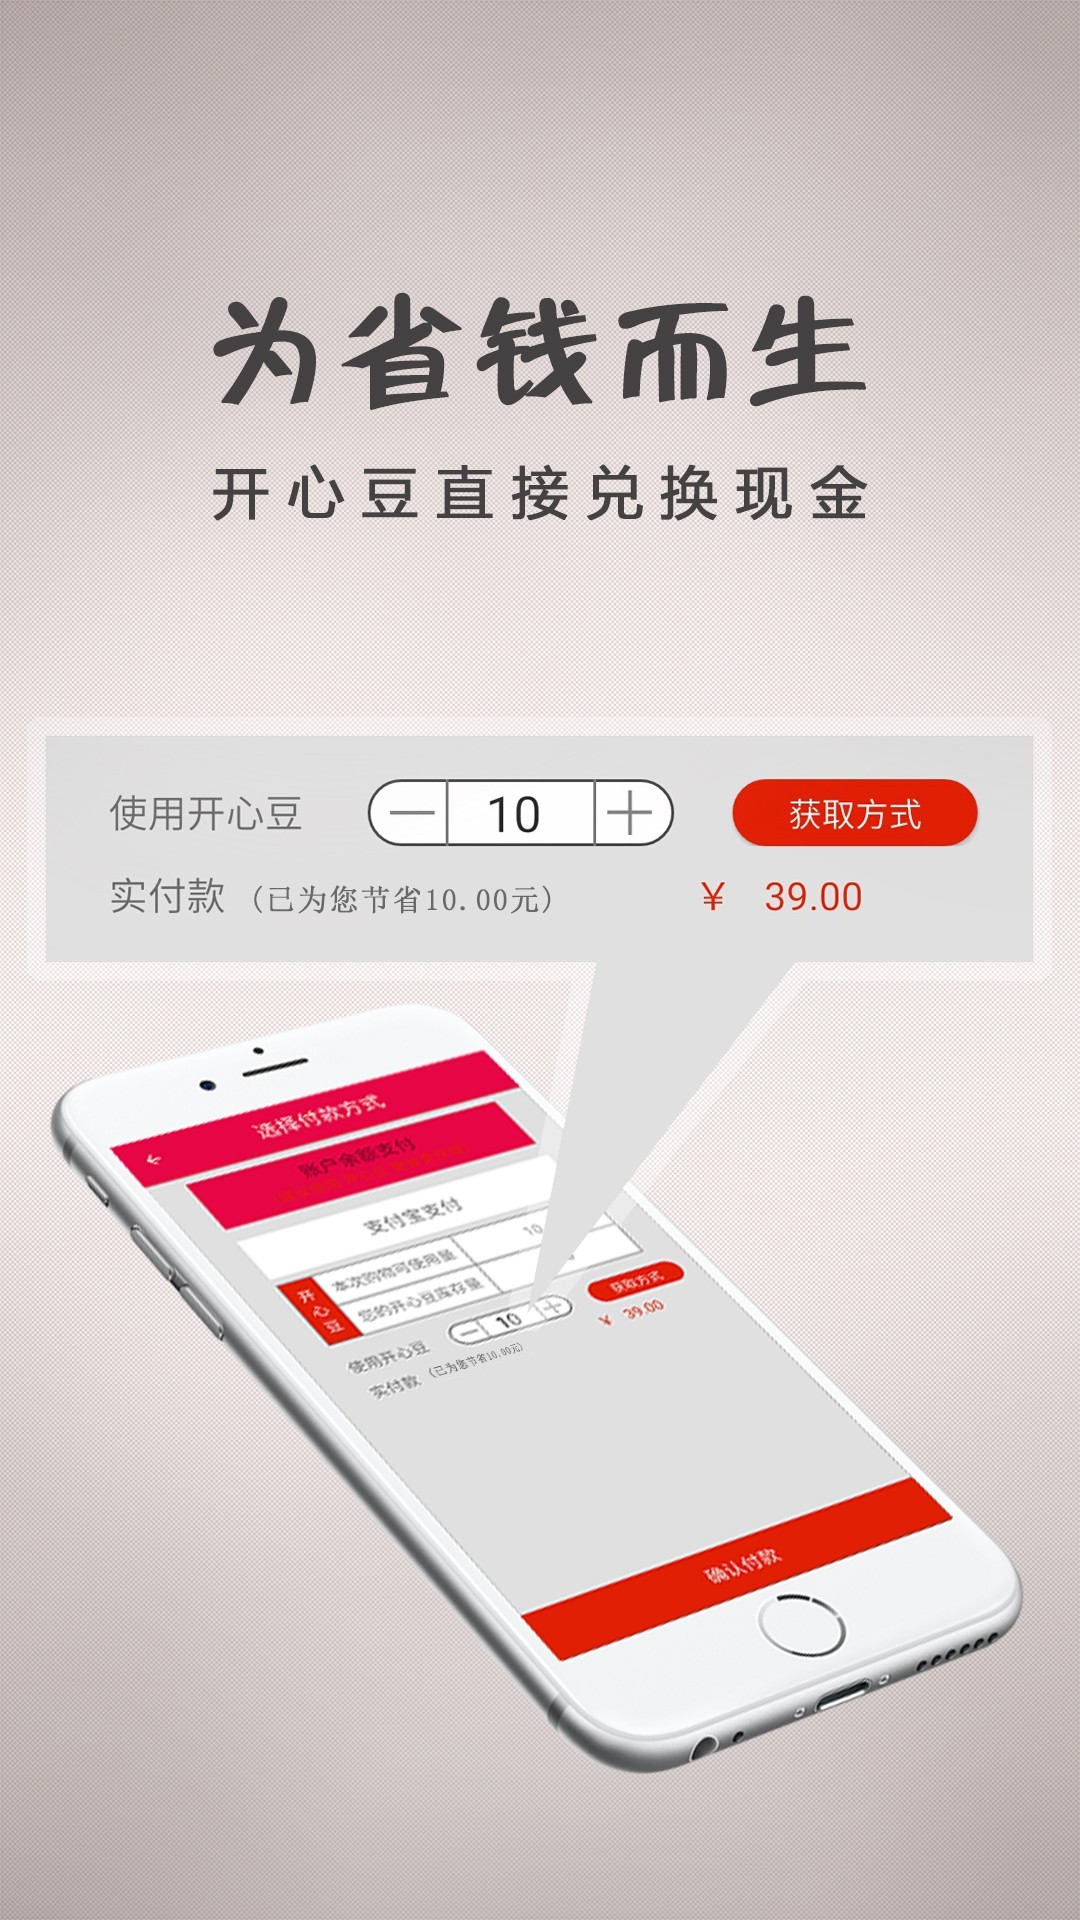 为省钱而生
开心豆直接兑换现金
使用开心豆 10 获取方式
实付款（已为您节省10.00元） ¥ 39.00
选择付款方式
账户余额支付
支付宝支付
开心豆
本次购物可使用量 10
您的开心豆库存量
使用开心豆 10 获取方式
实付款（已为您节省10.00元） ¥ 39.00
确认付款